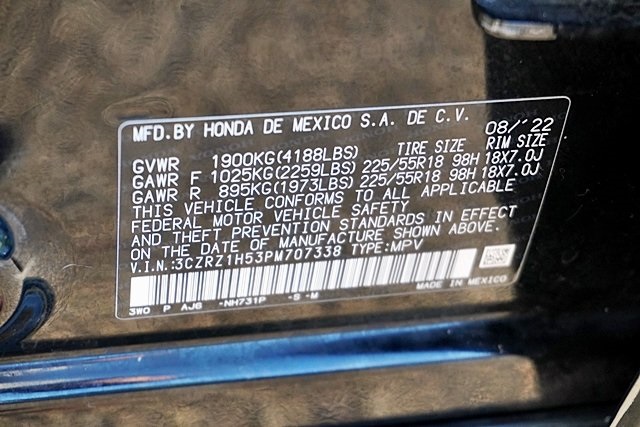 MFD.BY HONDA DE MEXICO S.A. DE C.V.
08/'22
GVWR 1900KG(4188LBS) TIRE SIZE RIM SIZE
GAWR F 1025KG(2259LBS) 225/55R18 98H 18X7.0J
GAWR R 895KG(1973LBS) 225/55R18 98H 18X7.0J
THIS VEHICLE CONFORMS TO ALL APPLICABLE
FEDERAL MOTOR VEHICLE SAFETY
AND THEFT PREVENTION STANDARDS IN EFFECT
ON THE DATE OF MANUFACTURE SHOWN ABOVE.
V.I.N.:3CZRZ1H53PM707338 TYPE:MPV
3W0 P AJG -NH731P -S -M MADE IN MEXICO